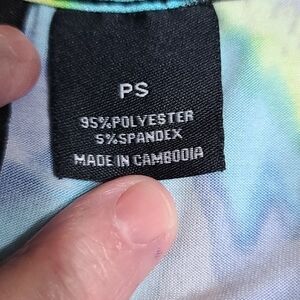 PS
95%POLYESTER
5%SPANDEX
MADE IN CAMBODIA